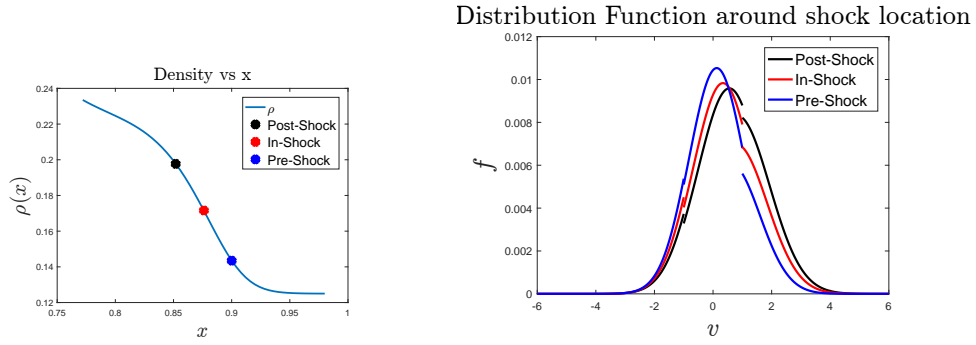 Density vs x
0.24
0.22
0.2
0.18
0.16
0.14
0.12
0.75
0.8
0.85
0.9
0.95
1
ρ(x)
x
ρ
Post-Shock
In-Shock
Pre-Shock
Distribution Function around shock location
0.012
0.01
0.008
0.006
0.004
0.002
0
-6
-4
-2
0
2
4
6
f
v
Post-Shock
In-Shock
Pre-Shock